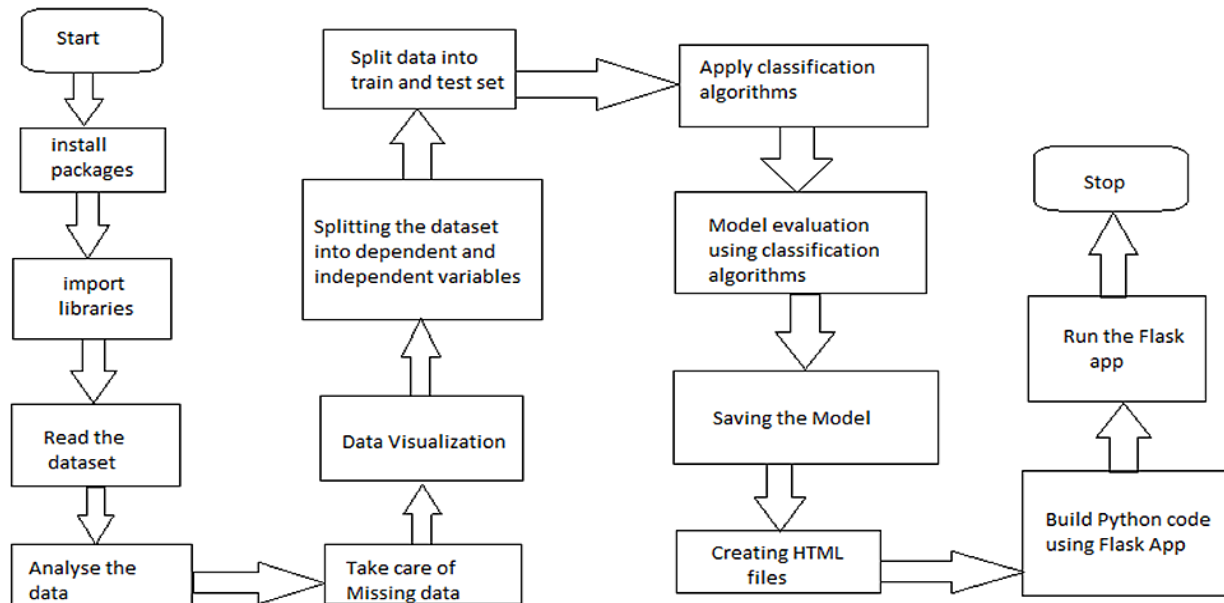 Start
install
packages
import
libraries
Read the
dataset
Analyse the
data
Take care of
Missing data
Data Visualization
Splitting the dataset
into dependent and
independent variables
Split data into
train and test set
Apply classification
algorithms
Model evaluation
using classification
algorithms
Saving the Model
Creating HTML
files
Build Python code
using Flask App
Run the Flask
app
Stop